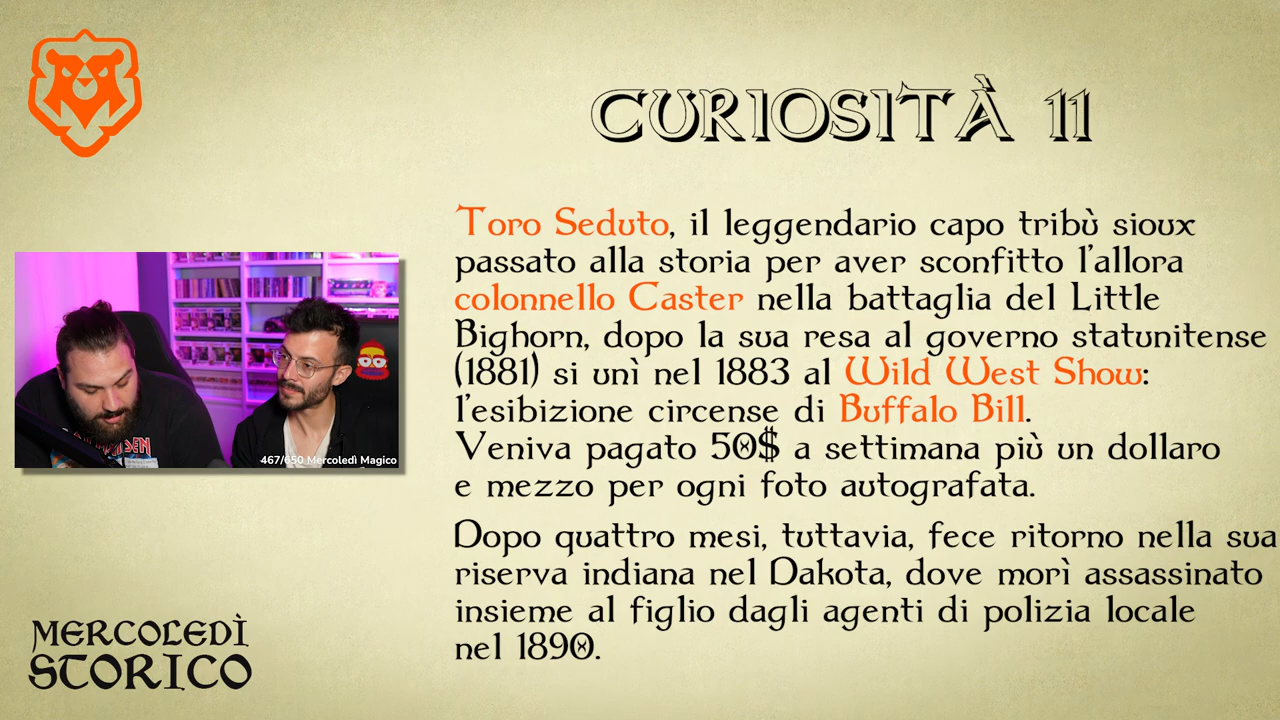 CURIOSITÀ 11
Toro Seduto, il leggendario capo tribù sioux
passato alla storia per aver sconfitto l'allora
colonnello Caster nella battaglia del Little
Bighorn, dopo la sua resa al governo statunitense
(1881) si unì nel 1883 al Wild West Show:
l'esibizione circense di Buffalo Bill.
Veniva pagato 50$ a settimana più un dollaro
e mezzo per ogni foto autografata.
Dopo quattro mesi, tuttavia, fece ritorno nella sua
riserva indiana nel Dakota, dove morì assassinato
insieme al figlio dagli agenti di polizia locale
nel 1890.
467/650 Mercoledì Magico
MERCOLEDÌ
STORICO